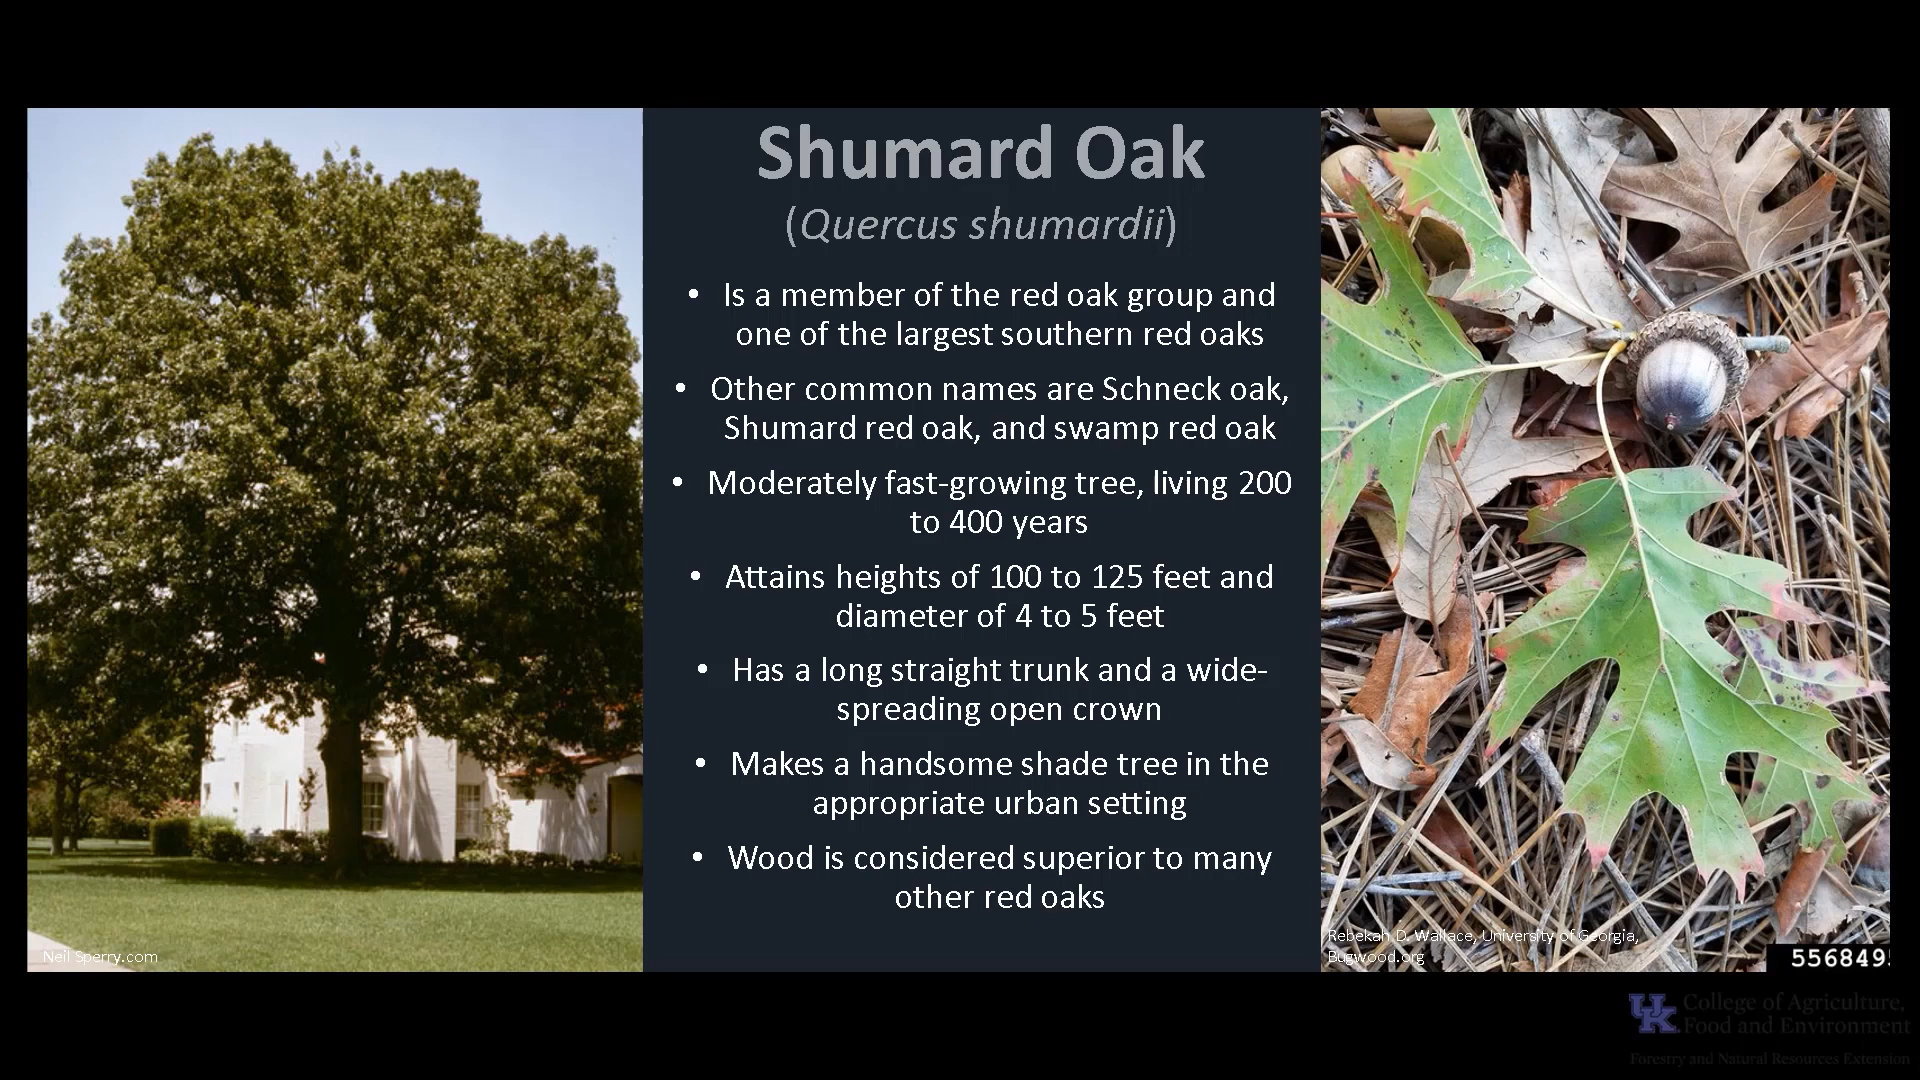 Shumard Oak
(Quercus shumardii)
• Is a member of the red oak group and
one of the largest southern red oaks
• Other common names are Schneck oak,
Shumard red oak, and swamp red oak
• Moderately fast-growing tree, living 200
to 400 years
• Attains heights of 100 to 125 feet and
diameter of 4 to 5 feet
• Has a long straight trunk and a wide-
spreading open crown
• Makes a handsome shade tree in the
appropriate urban setting
• Wood is considered superior to many
other red oaks
Neil Sperry.com
Rebekah D. Wallace, University of Georgia,
Bugwood.org
556849
UK College of Agriculture,
Food and Environment
Forestry and Natural Resources Extension